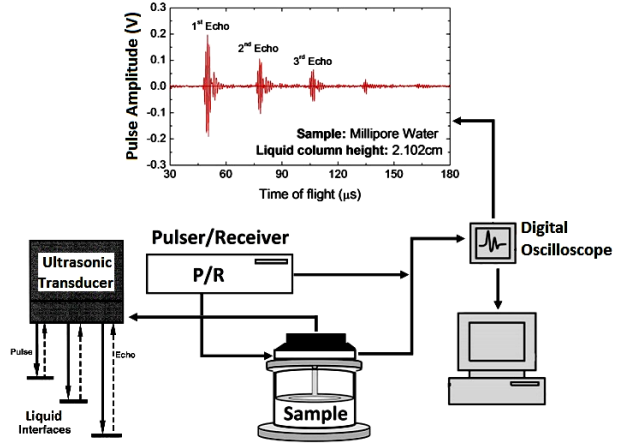 Pulse Amplitude (V)
0.3
0.2
0.1
0.0
-0.1
-0.2
-0.3
1st Echo
2nd Echo
3rd Echo
Sample: Millipore Water
Liquid column height: 2.102cm
30 60 90 120 150 180
Time of flight (μs)
Pulser/Receiver
P/R
Digital
Oscilloscope
Ultrasonic
Transducer
Pulse
Echo
Liquid
Interfaces
Sample